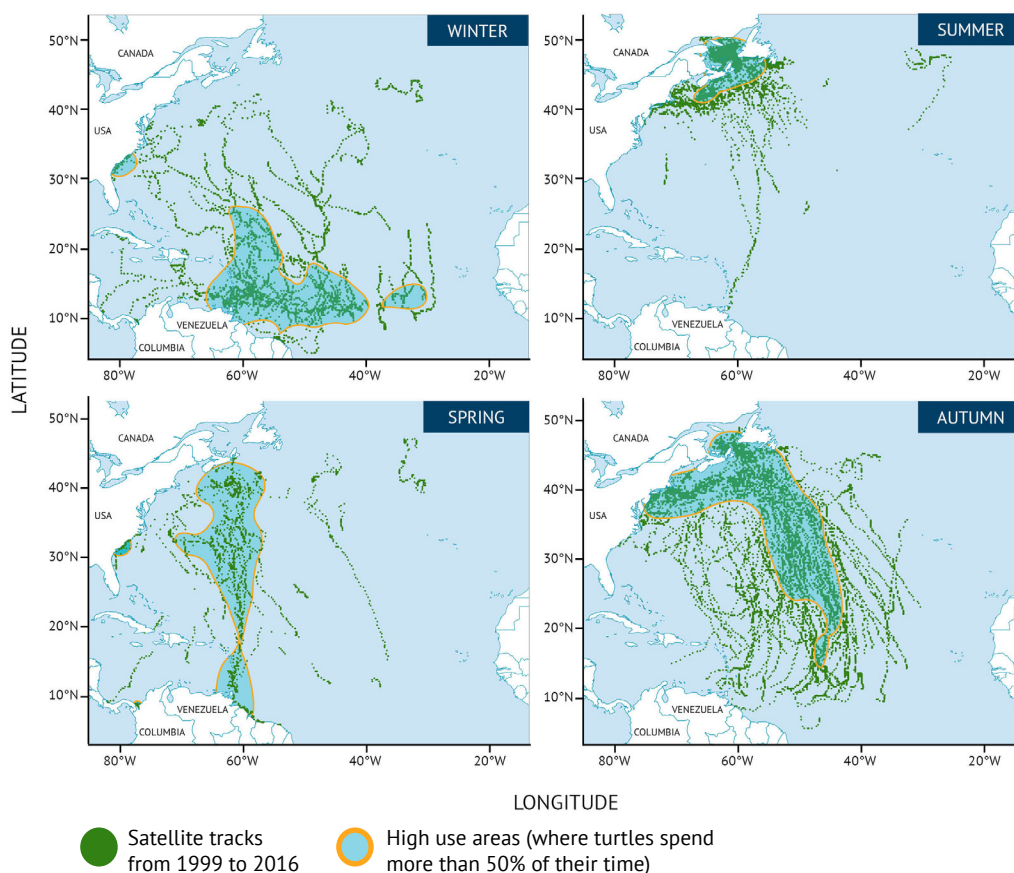 WINTER
50°N
CANADA
40°N
USA
30°N
20°N
10°N
VENEZUELA
COLUMBIA
80°W 60°W 40°W 20°W
SUMMER
50°N
CANADA
40°N
USA
30°N
20°N
10°N
VENEZUELA
COLUMBIA
80°W 60°W 40°W 20°W
LATITUDE
SPRING
50°N
CANADA
40°N
USA
30°N
20°N
10°N
VENEZUELA
COLUMBIA
80°W 60°W 40°W 20°W
AUTUMN
50°N
CANADA
40°N
USA
30°N
20°N
10°N
VENEZUELA
COLUMBIA
80°W 60°W 40°W 20°W
LONGITUDE
Satellite tracks
from 1999 to 2016
High use areas (where turtles spend
more than 50% of their time)